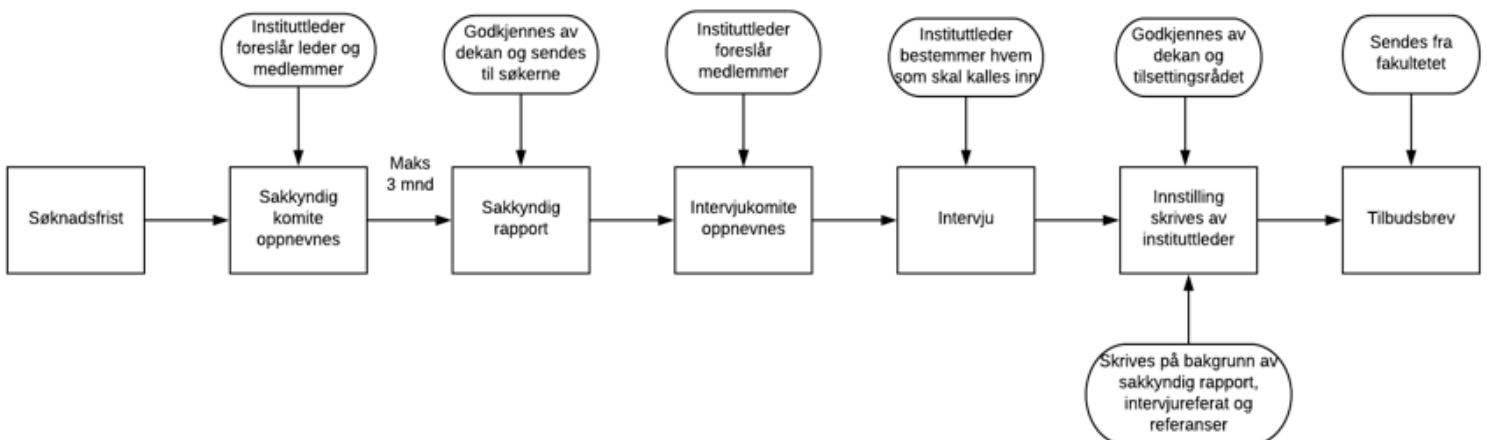 Instituttleder
foreslår leder og
medlemmer
Godkjennes av
dekan og sendes
til søkerne
Instituttleder
foreslår
medlemmer
Instituttleder
bestemmer hvem
som skal kalles inn
Godkjennes av
dekan og
tilsettingsrådet
Sendes fra
fakultetet
Søknadsfrist
Sakkyndig
komite
oppnevnes
Maks
3 mnd
Sakkyndig
rapport
Intervjukomite
oppnevnes
Intervju
Innstilling
skrives av
instituttleder
Tilbudsbrev
Skrives på bakgrunn av
sakkyndig rapport,
intervjureferat og
referanser